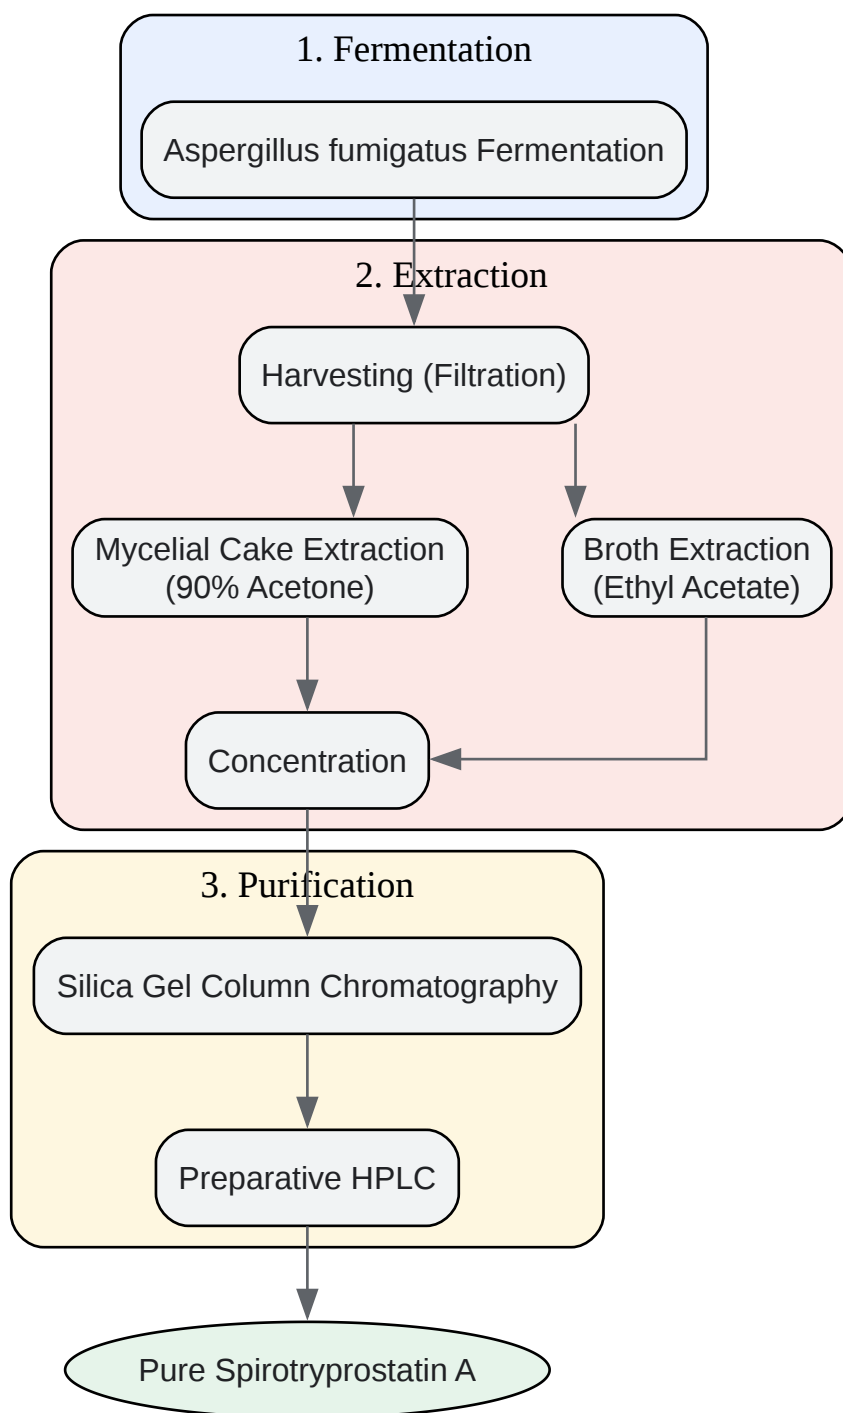 1. Fermentation
Aspergillus fumigatus Fermentation
2. Extraction
Harvesting (Filtration)
Mycelial Cake Extraction
(90% Acetone)
Broth Extraction
(Ethyl Acetate)
Concentration
3. Purification
Silica Gel Column Chromatography
Preparative HPLC
Pure Spirotryprostatin A